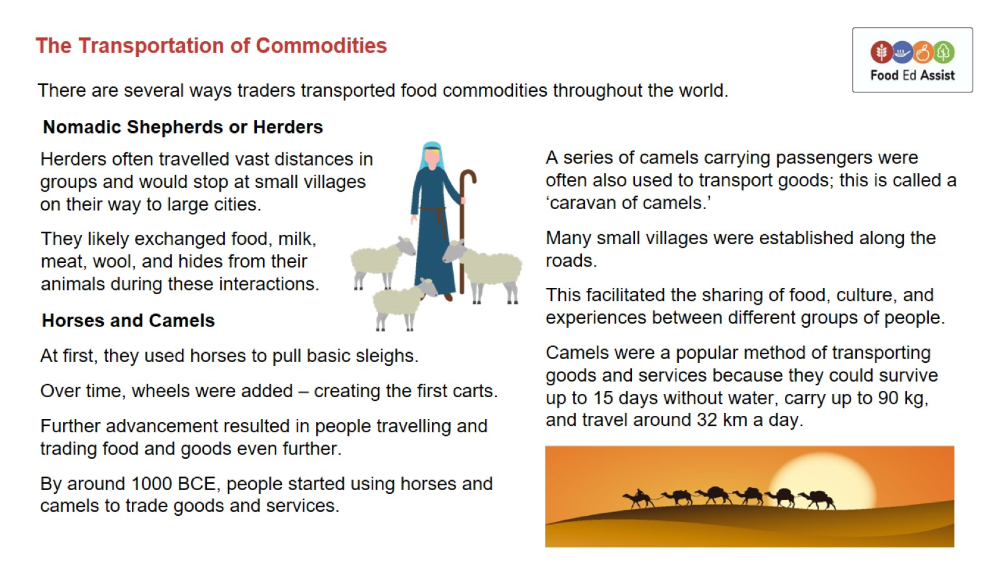 The Transportation of Commodities
Food Ed Assist
There are several ways traders transported food commodities throughout the world.
Nomadic Shepherds or Herders
Herders often travelled vast distances in
groups and would stop at small villages
on their way to large cities.
They likely exchanged food, milk,
meat, wool, and hides from their
animals during these interactions.
Horses and Camels
At first, they used horses to pull basic sleighs.
Over time, wheels were added – creating the first carts.
Further advancement resulted in people travelling and
trading food and goods even further.
By around 1000 BCE, people started using horses and
camels to trade goods and services.
A series of camels carrying passengers were
often also used to transport goods; this is called a
‘caravan of camels.’
Many small villages were established along the
roads.
This facilitated the sharing of food, culture, and
experiences between different groups of people.
Camels were a popular method of transporting
goods and services because they could survive
up to 15 days without water, carry up to 90 kg,
and travel around 32 km a day.